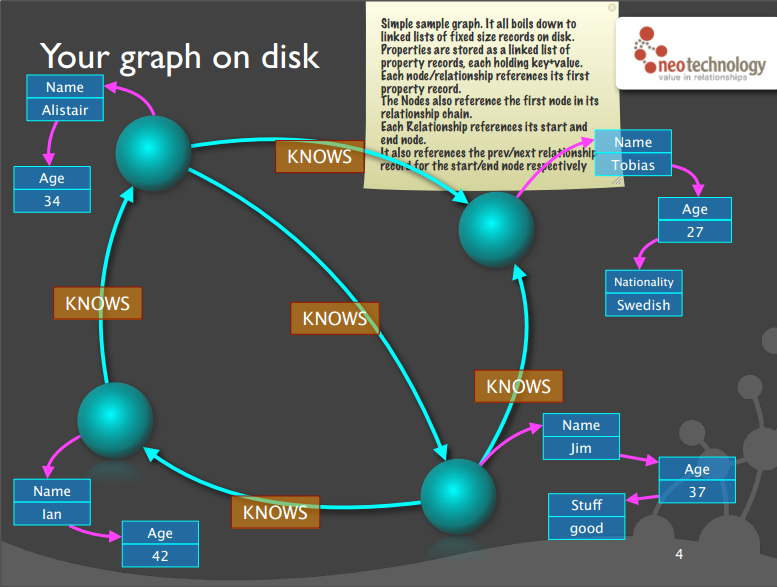 Your graph on disk
Simple sample graph. It all boils down to
linked lists of fixed size records on disk.
Properties are stored as a linked list of
property records, each holding key+value.
Each node/relationship references its first
property record.
The Nodes also reference the first node in its
relationship chain.
Each Relationship references its start and
end node.
It also references the prev/next relationship
record for the start/end node respectively
neotechnology
value in relationships
Name
Alistair
Age
34
KNOWS
Name
Tobias
Age
27
Nationality
Swedish
KNOWS
KNOWS
KNOWS
Name
Jim
Age
37
Stuff
good
Name
Ian
Age
42
KNOWS
4